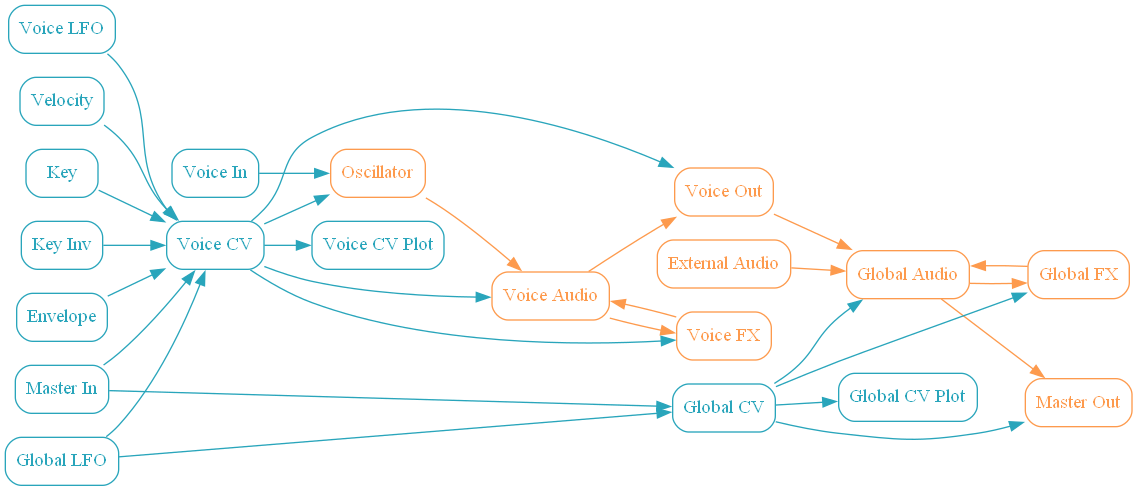 Voice LFO
Velocity
Key
Voice In
Oscillator
Voice Out
Key Inv
Voice CV
Voice CV Plot
External Audio
Global Audio
Global FX
Envelope
Voice Audio
Voice FX
Master In
Global CV
Global CV Plot
Master Out
Global LFO